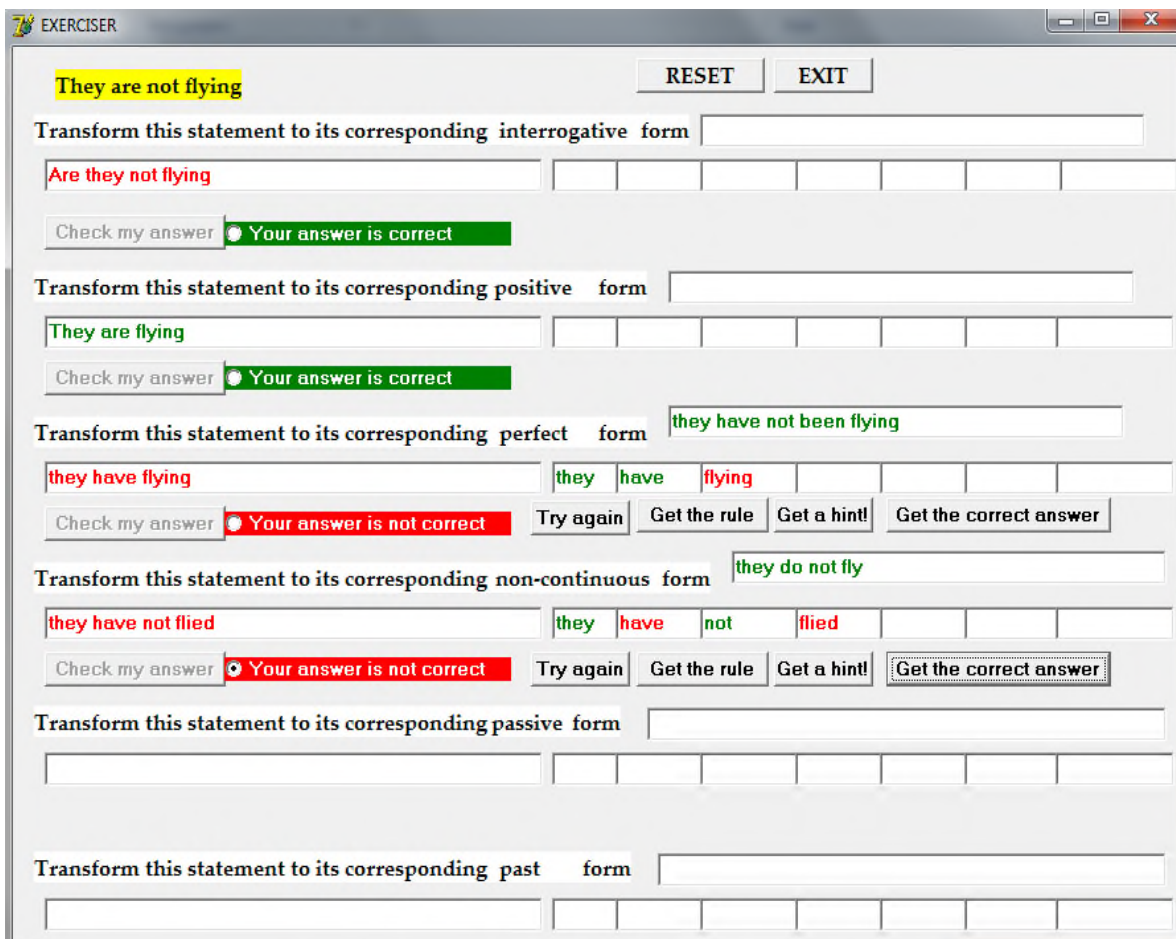 EXERCISER
They are not flying
RESET EXIT
Transform this statement to its corresponding interrogative form
Are they not flying
Check my answer Your answer is correct
Transform this statement to its corresponding positive form
They are flying
Check my answer Your answer is correct
Transform this statement to its corresponding perfect form they have not been flying
they have flying they have flying
Check my answer Your answer is not correct Try again Get the rule Get a hint! Get the correct answer
Transform this statement to its corresponding non-continuous form they do not fly
they have not flied they have not flied
Check my answer Your answer is not correct Try again Get the rule Get a hint! Get the correct answer
Transform this statement to its corresponding passive form
Transform this statement to its corresponding past form